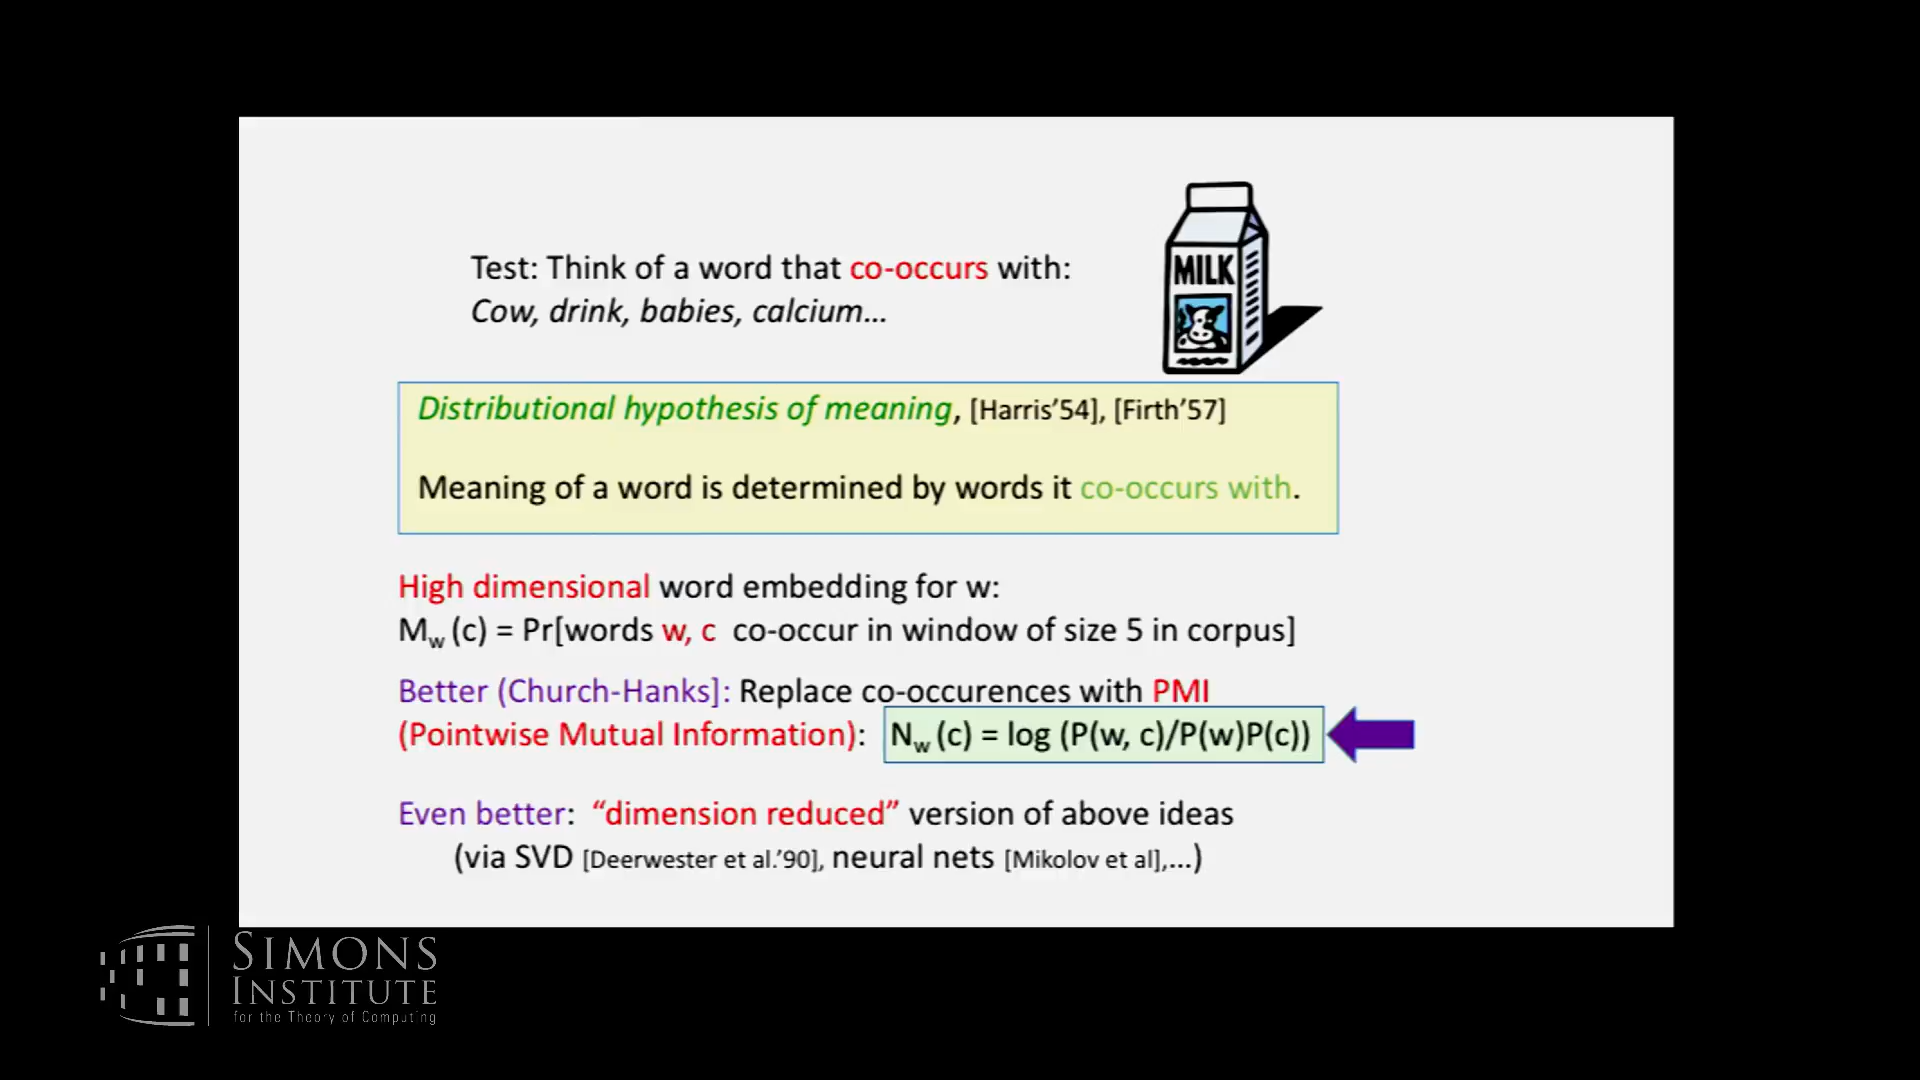 Test: Think of a word that co-occurs with:
Cow, drink, babies, calcium...
MILK
Distributional hypothesis of meaning, [Harris’54], [Firth’57]
Meaning of a word is determined by words it co-occurs with.
High dimensional word embedding for w:
Mw (c) = Pr[words w, c co-occur in window of size 5 in corpus]
Better (Church-Hanks]: Replace co-occurences with PMI
(Pointwise Mutual Information): Nw (c) = log (P(w, c)/P(w)P(c))
Even better: “dimension reduced” version of above ideas
(via SVD [Deerwester et al.’90], neural nets [Mikolov et al],...)
SIMONS
INSTITUTE
for the Theory of Computing